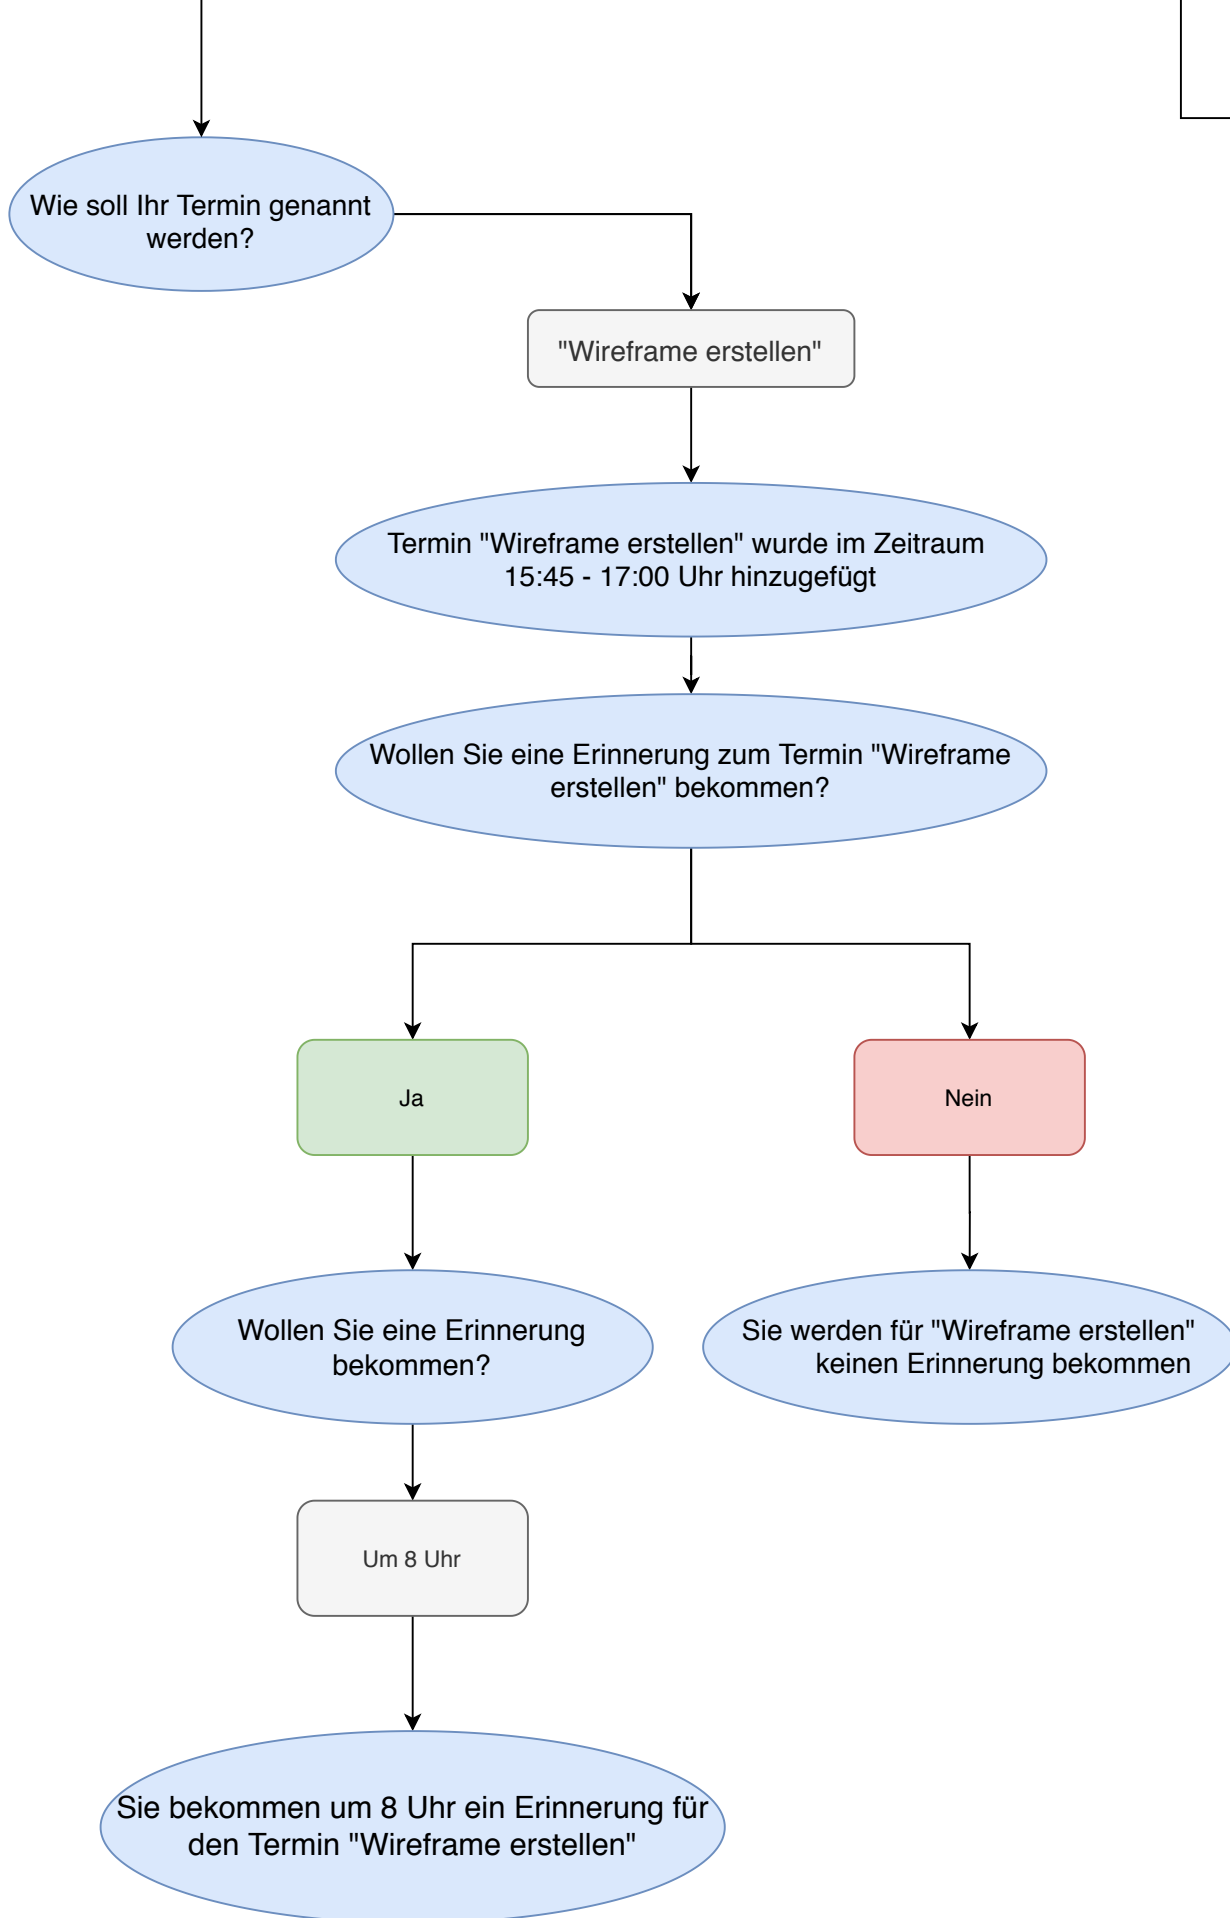 Wie soll Ihr Termin genannt
werden?
"Wireframe erstellen"
Termin "Wireframe erstellen" wurde im Zeitraum
15:45 - 17:00 Uhr hinzugefügt
Wollen Sie eine Erinnerung zum Termin "Wireframe
erstellen" bekommen?
Ja
Nein
Wollen Sie eine Erinnerung
bekommen?
Sie werden für "Wireframe erstellen"
keinen Erinnerung bekommen
Um 8 Uhr
Sie bekommen um 8 Uhr ein Erinnerung für
den Termin "Wireframe erstellen"